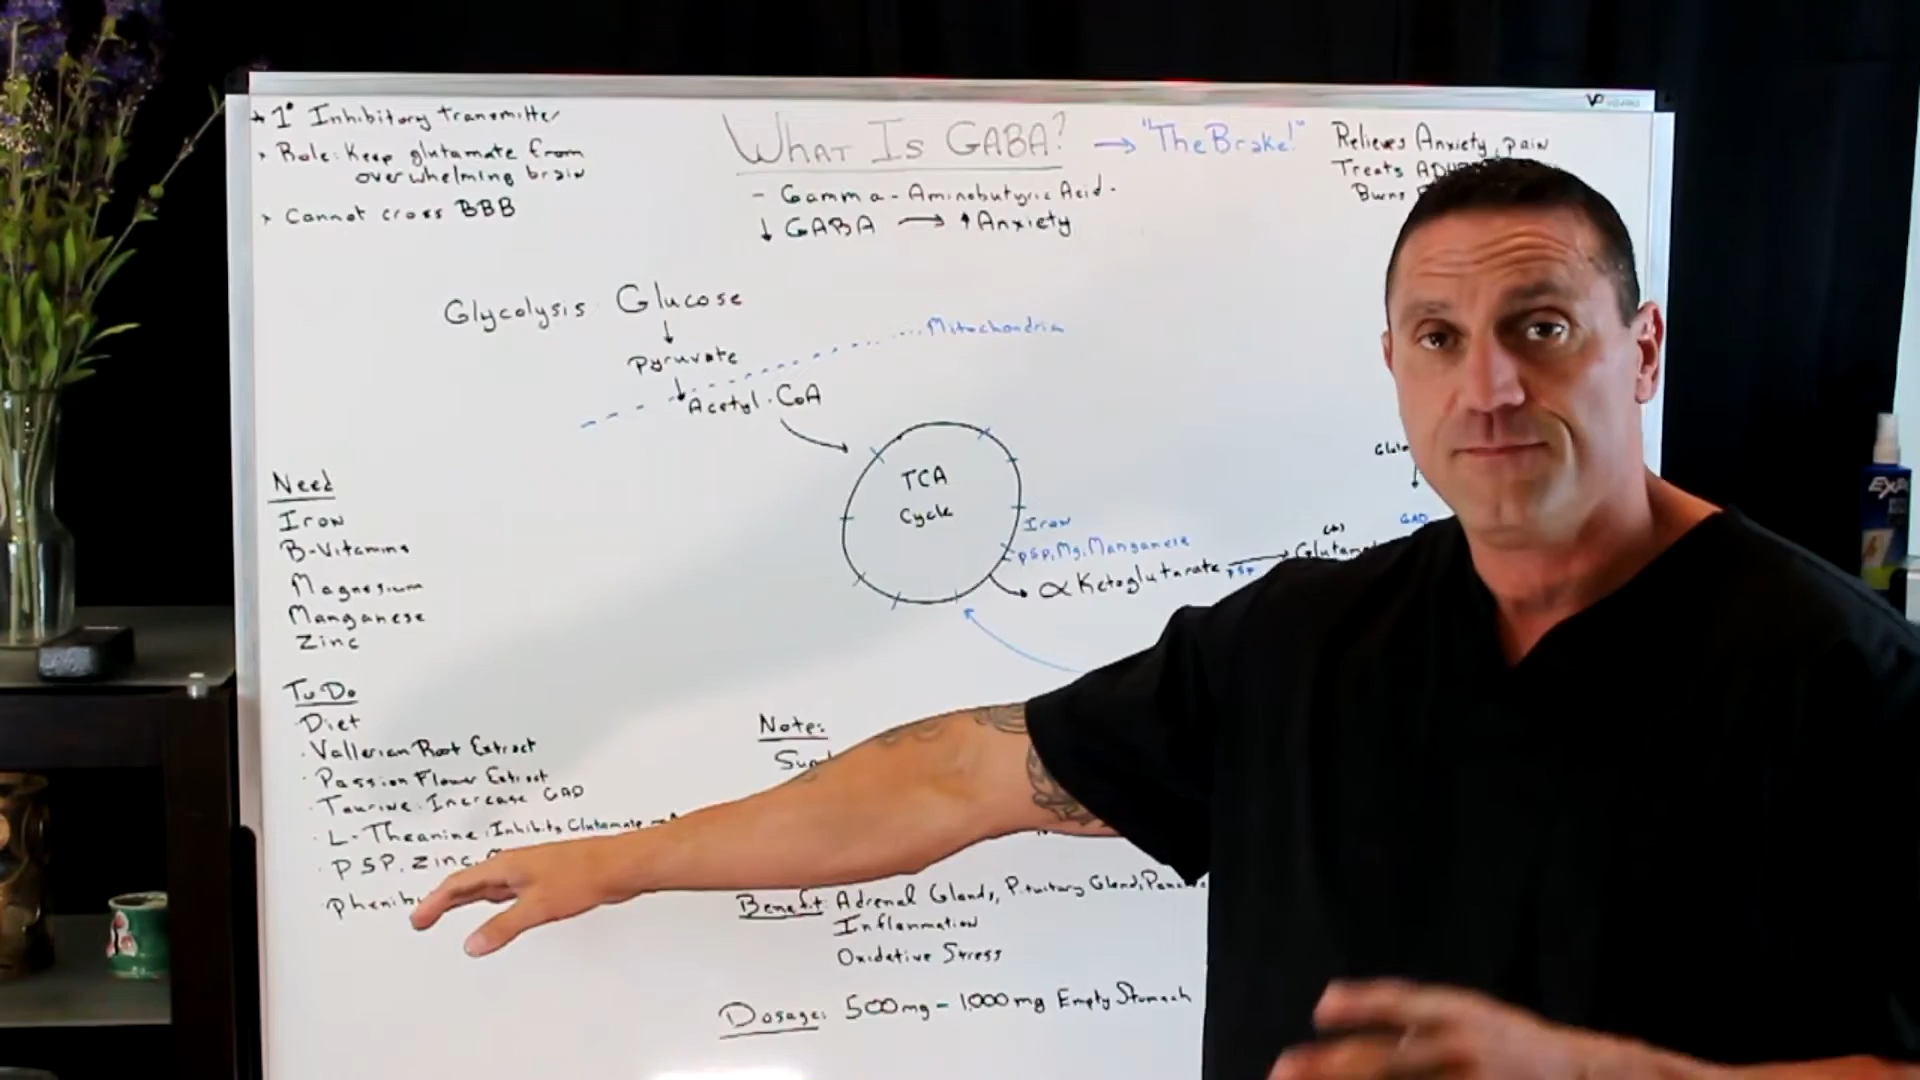 1° Inhibitory transmitter
Role: Keep glutamate from
overwhelming brain
Cannot cross BBB
What Is GABA? → "The Brake!"
- Gamma-Aminobutyric Acid.
↓ GABA → ↑ Anxiety
Relieves Anxiety, pain
Treats
Burns
Glycolysis Glucose
↓
Pyruvate
↓
Acetyl-CoA
Mitochondria
TCA
Cycle
Iron
P5P, Mg, Manganese
α Ketoglutarate
P5P
GAD
Need
Iron
B-Vitamins
Magnesium
Manganese
Zinc
To Do
· Diet
· Vallerian Root Extract
· Passion Flower Extract
· Taurine: Increase GAD
· L-Theanine: Inhibits Glutamate
· P5P, Zinc,
Note:
Benefit: Adrenal Glands, Pituitary Gland,
Inflammation
Oxidative Stress
Dosage: 500mg - 1,000mg Empty Stomach